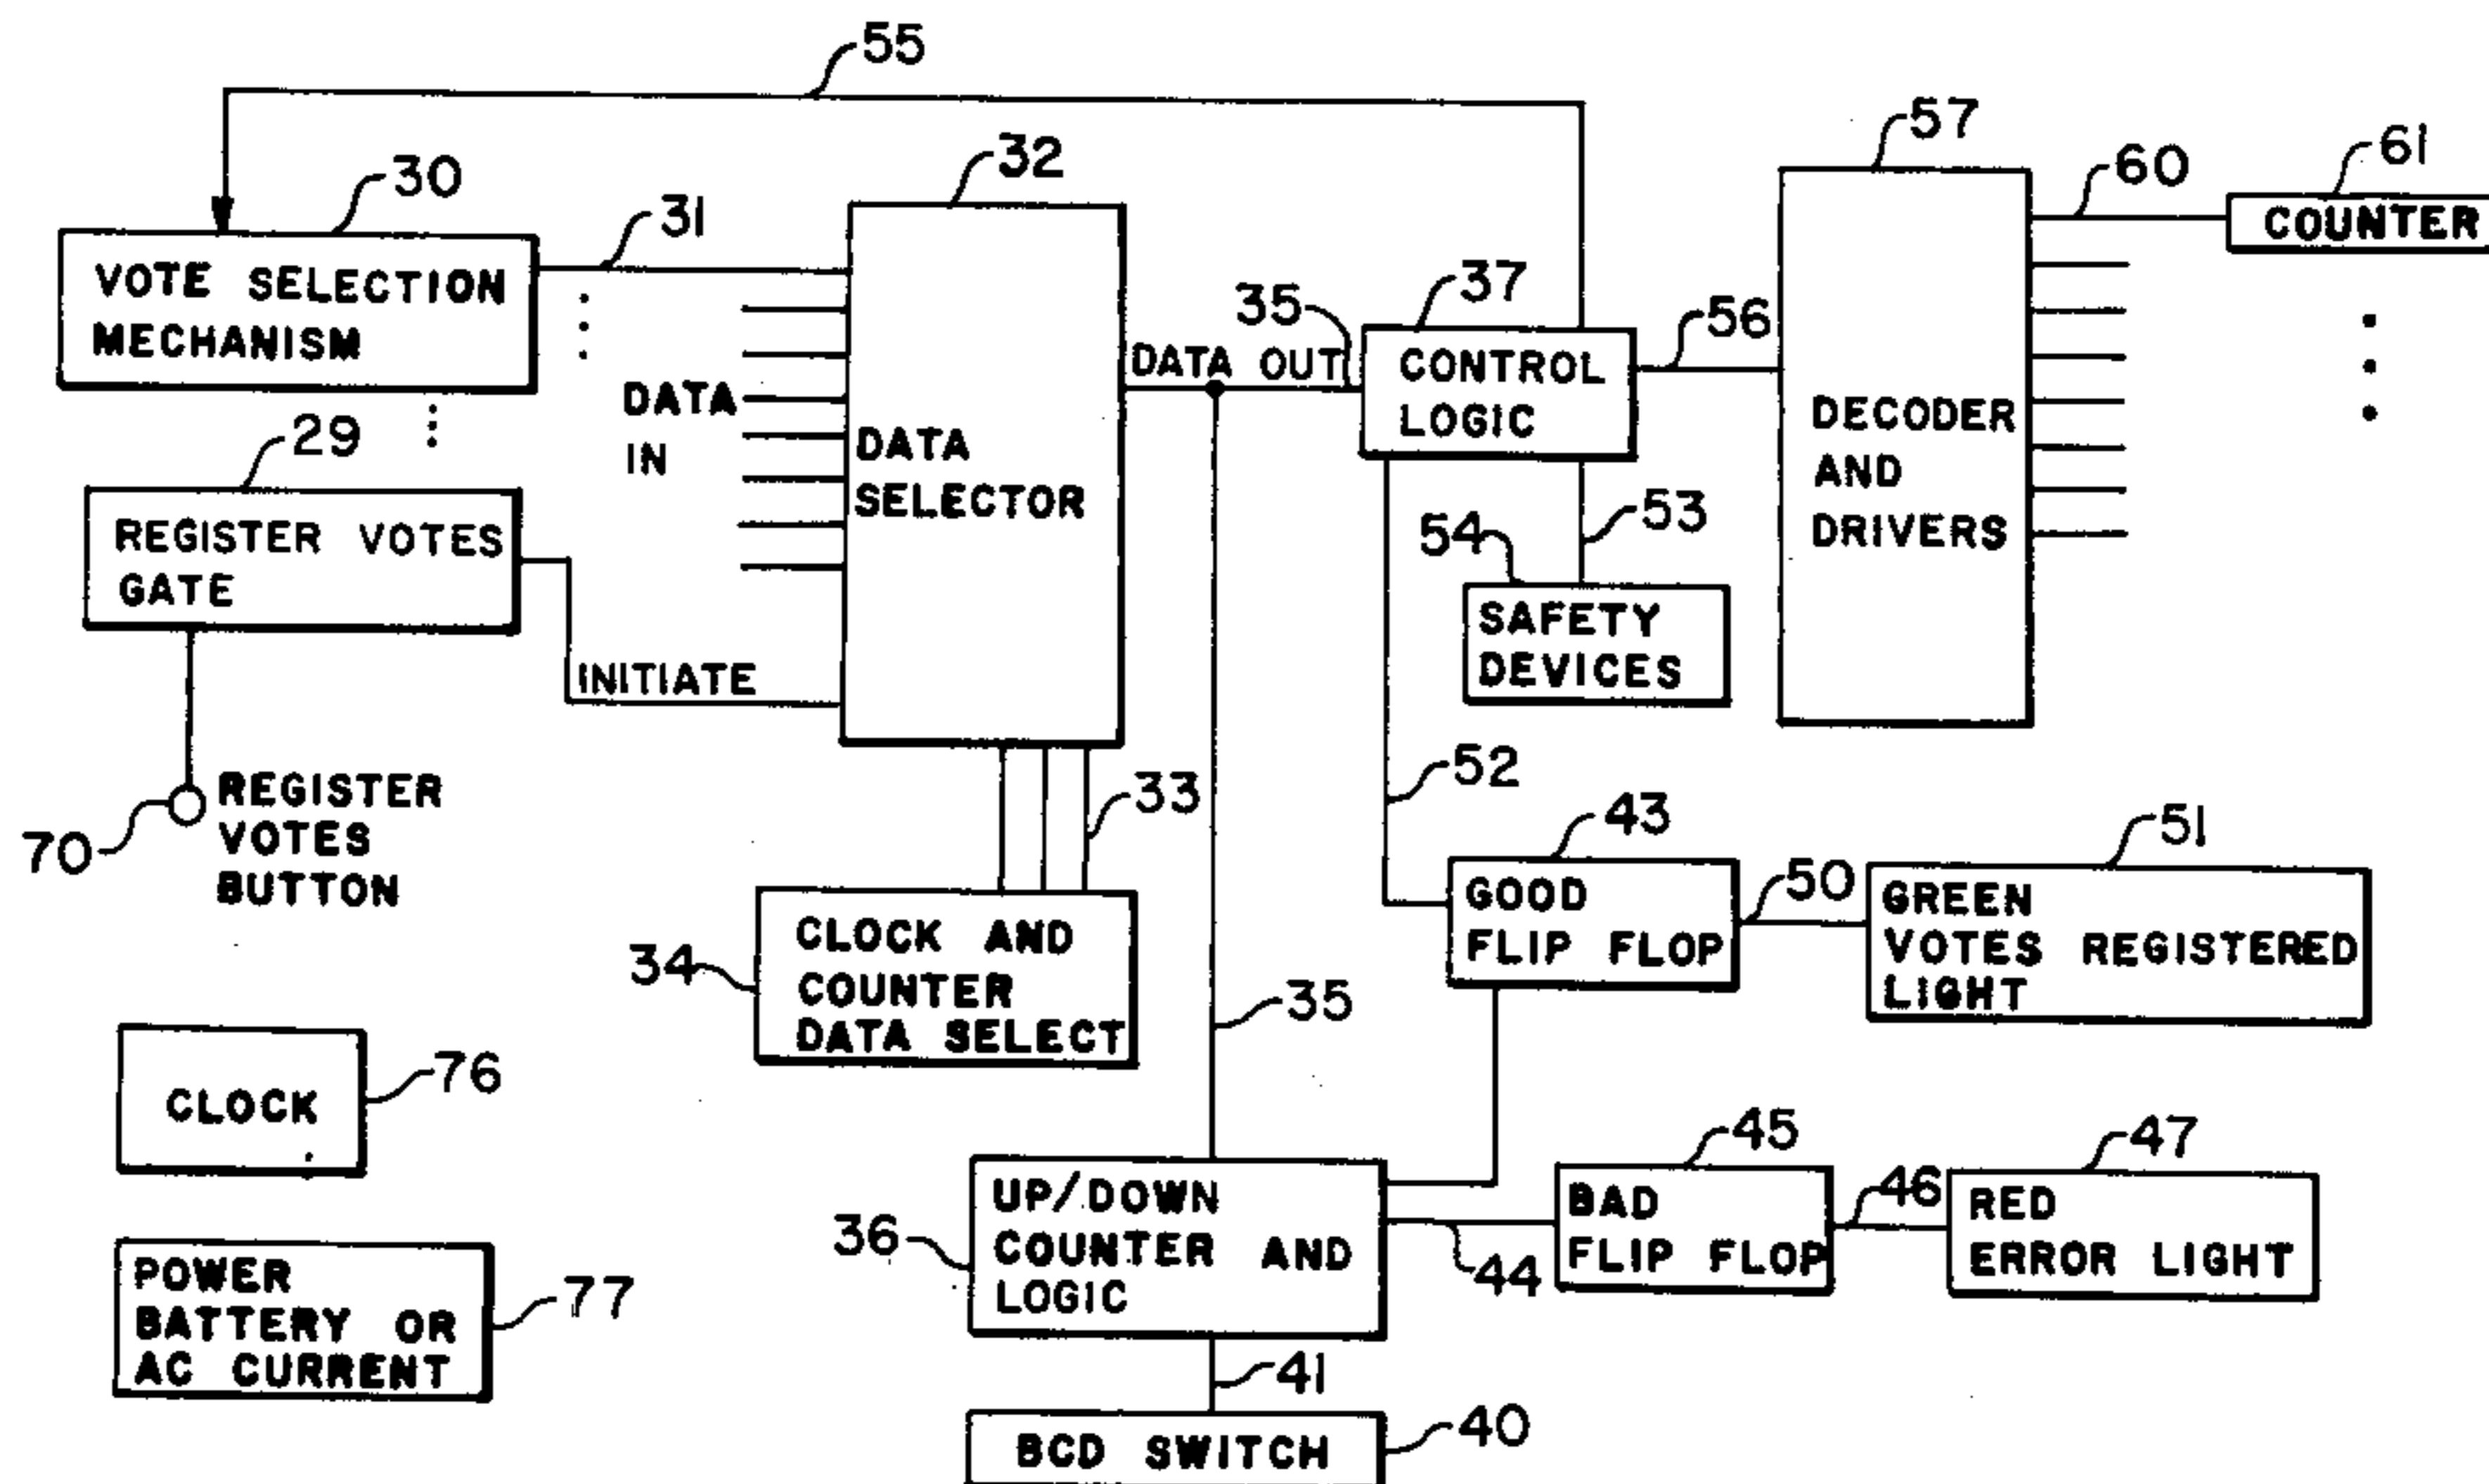 55
57
61
60
COUNTER
32
30
31
VOTE SELECTION
MECHANISM
37
35
56
DATA OUT
CONTROL
LOGIC
DATA
IN
DATA
SELECTOR
DECODER
AND
DRIVERS
29
REGISTER VOTES
GATE
54
53
SAFETY
DEVICES
INITIATE
33
52
70
REGISTER
VOTES
BUTTON
43
50
51
GOOD
FLIP FLOP
GREEN
VOTES REGISTERED
LIGHT
34
CLOCK AND
COUNTER
DATA SELECT
35
CLOCK
76
45
47
46
UP/DOWN
COUNTER AND
LOGIC
36
44
BAD
FLIP FLOP
RED
ERROR LIGHT
POWER
BATTERY OR
AC CURRENT
77
41
40
BCD SWITCH